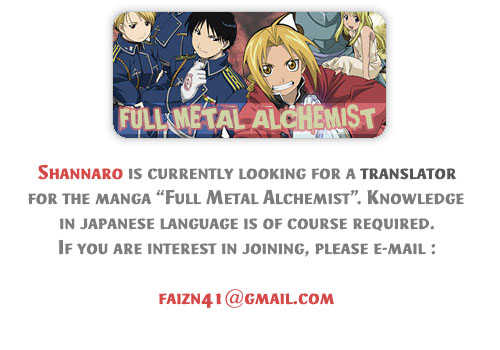 FULL METAL ALCHEMIST
Shannaro is currently looking for a translator
for the manga “Full Metal Alchemist”. Knowledge
in japanese language is of course required.
If you are interest in joining, please e-mail :
faizn41@gmail.com